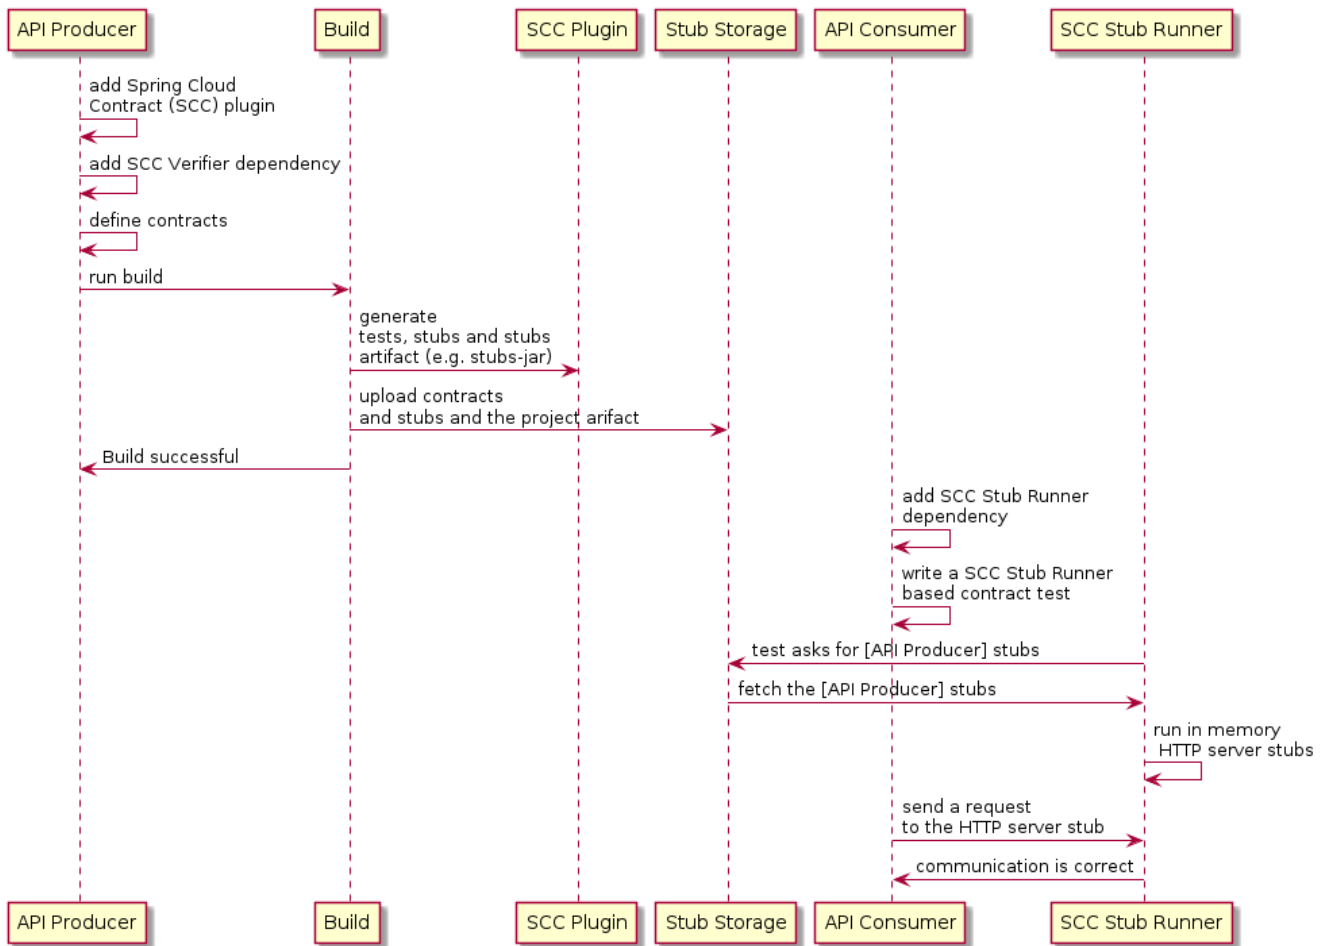 API Producer
Build
SCC Plugin
Stub Storage
API Consumer
SCC Stub Runner
add Spring Cloud
Contract (SCC) plugin
add SCC Verifier dependency
define contracts
run build
generate
tests, stubs and stubs
artifact (e.g. stubs-jar)
upload contracts
and stubs and the project arifact
Build successful
add SCC Stub Runner
dependency
write a SCC Stub Runner
based contract test
test asks for [API Producer] stubs
fetch the [API Producer] stubs
run in memory
HTTP server stubs
send a request
to the HTTP server stub
communication is correct
API Producer
Build
SCC Plugin
Stub Storage
API Consumer
SCC Stub Runner